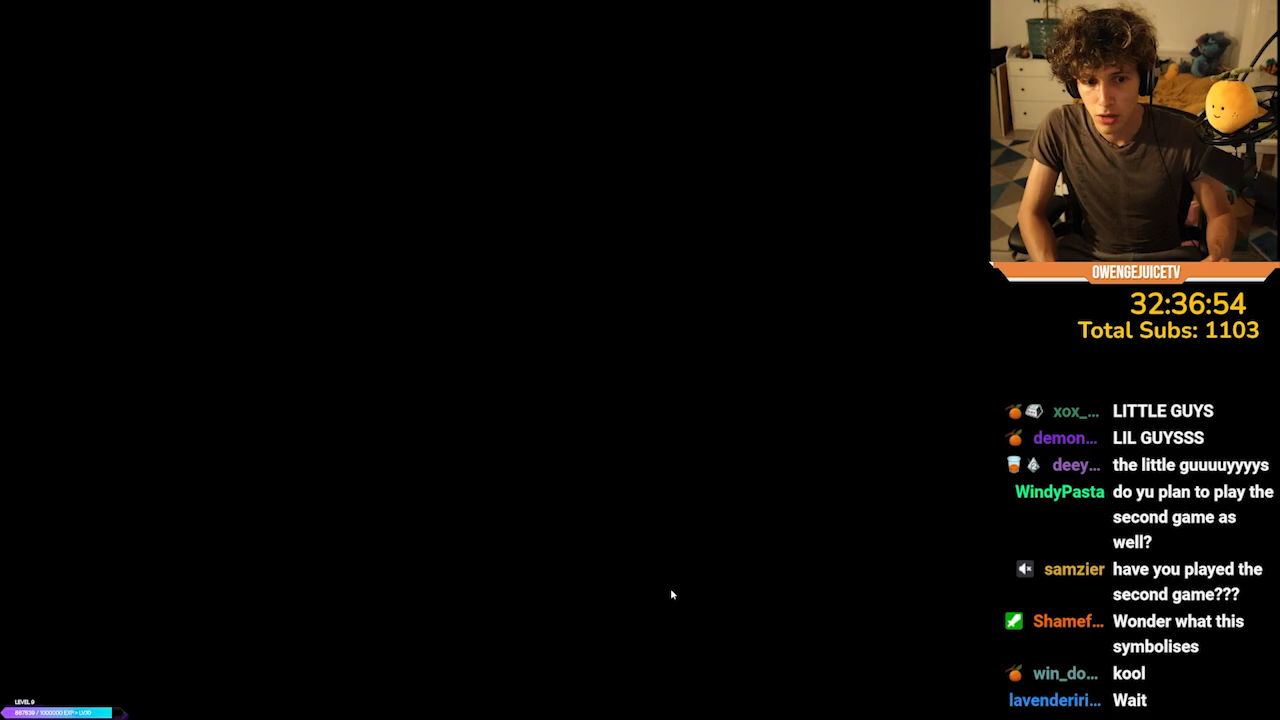 OWENGEJUICETV
32:36:54
Total Subs: 1103
xox_... LITTLE GUYS
demon... LIL GUYSSS
deey... the little guuuuyyyys
WindyPasta do yu plan to play the
second game as
well?
samzier have you played the
second game???
Shamef... Wonder what this
symbolises
win_do... kool
lavenderiri... Wait
LEVEL 9